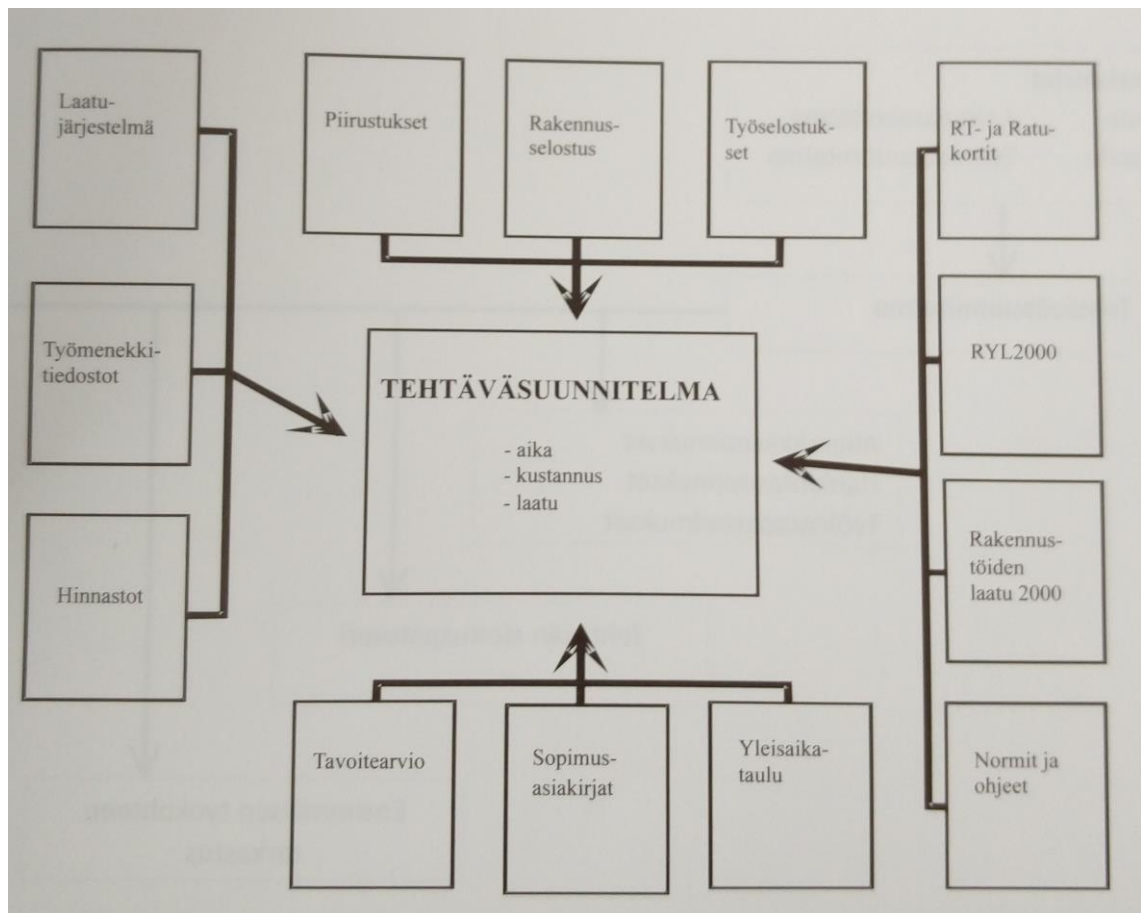 Laatu-
järjestelmä
Piirustukset
Rakennus-
selostus
Työselostuk-
set
RT- ja Ratu-
kortit
Työmenekki-
tiedostot
TEHTÄVÄSUUNNITELMA
- aika
- kustannus
- laatu
RYL2000
Hinnastot
Rakennus-
töiden
laatu 2000
Tavoitearvio
Sopimus-
asiakirjat
Yleisaika-
taulu
Normit ja
ohjeet